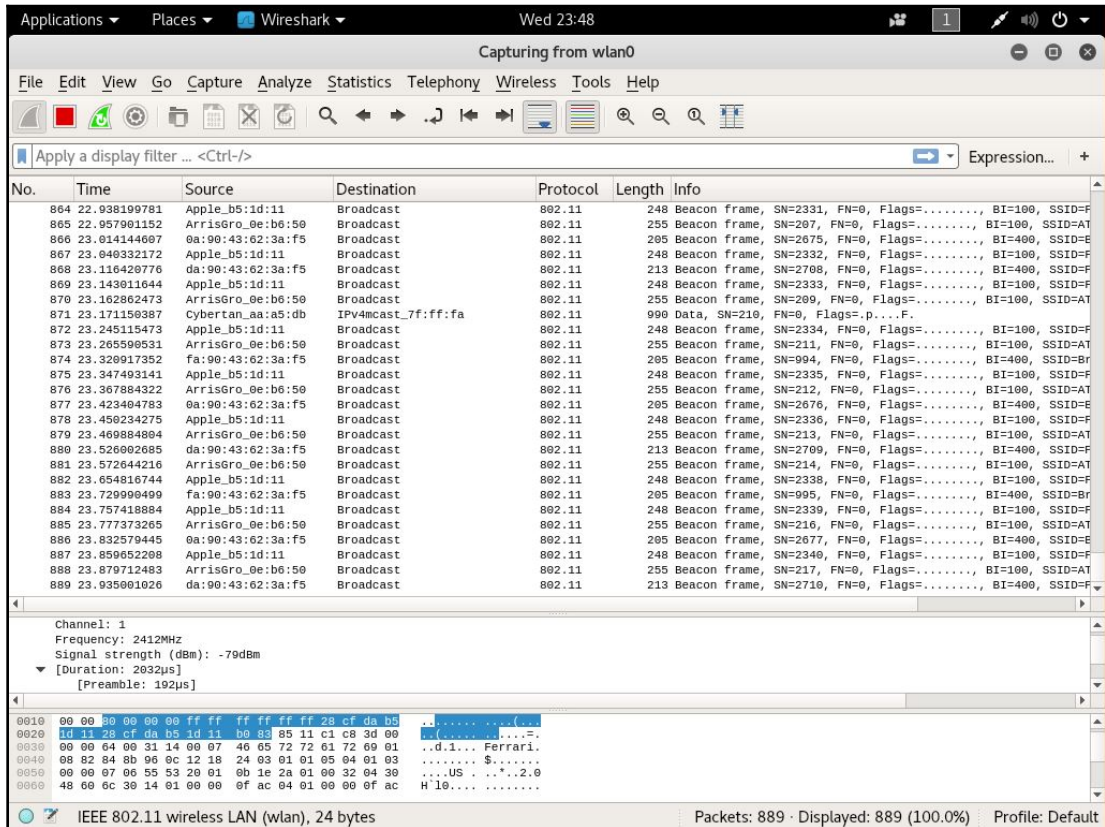 Applications Places Wireshark Wed 23:48 1
Capturing from wlan0
File Edit View Go Capture Analyze Statistics Telephony Wireless Tools Help
Apply a display filter ... <Ctrl-/> Expression... +
No. Time Source Destination Protocol Length Info
864 22.938199781 Apple_b5:1d:11 Broadcast 802.11 248 Beacon frame, SN=2331, FN=0, Flags=........, BI=100, SSID=F
865 22.957901152 ArrisGro_0e:b6:50 Broadcast 802.11 255 Beacon frame, SN=207, FN=0, Flags=........, BI=100, SSID=AT
866 23.014144607 0a:90:43:62:3a:f5 Broadcast 802.11 205 Beacon frame, SN=2675, FN=0, Flags=........, BI=400, SSID=B
867 23.040332172 Apple_b5:1d:11 Broadcast 802.11 248 Beacon frame, SN=2332, FN=0, Flags=........, BI=100, SSID=F
868 23.116420776 da:90:43:62:3a:f5 Broadcast 802.11 213 Beacon frame, SN=2708, FN=0, Flags=........, BI=400, SSID=F
869 23.143011644 Apple_b5:1d:11 Broadcast 802.11 248 Beacon frame, SN=2333, FN=0, Flags=........, BI=100, SSID=F
870 23.162862473 ArrisGro_0e:b6:50 Broadcast 802.11 255 Beacon frame, SN=209, FN=0, Flags=........, BI=100, SSID=AT
871 23.171150387 Cybertan_aa:a5:db IPv4mcast_7f:ff:fa 802.11 990 Data, SN=210, FN=0, Flags=.p....F.
872 23.245115473 Apple_b5:1d:11 Broadcast 802.11 248 Beacon frame, SN=2334, FN=0, Flags=........, BI=100, SSID=F
873 23.265590531 ArrisGro_0e:b6:50 Broadcast 802.11 255 Beacon frame, SN=211, FN=0, Flags=........, BI=100, SSID=AT
874 23.320917352 fa:90:43:62:3a:f5 Broadcast 802.11 205 Beacon frame, SN=994, FN=0, Flags=........, BI=400, SSID=Br
875 23.347493141 Apple_b5:1d:11 Broadcast 802.11 248 Beacon frame, SN=2335, FN=0, Flags=........, BI=100, SSID=F
876 23.367884322 ArrisGro_0e:b6:50 Broadcast 802.11 255 Beacon frame, SN=212, FN=0, Flags=........, BI=100, SSID=AT
877 23.423404783 0a:90:43:62:3a:f5 Broadcast 802.11 205 Beacon frame, SN=2676, FN=0, Flags=........, BI=400, SSID=B
878 23.450234275 Apple_b5:1d:11 Broadcast 802.11 248 Beacon frame, SN=2336, FN=0, Flags=........, BI=100, SSID=F
879 23.469884804 ArrisGro_0e:b6:50 Broadcast 802.11 255 Beacon frame, SN=213, FN=0, Flags=........, BI=100, SSID=AT
880 23.526002685 da:90:43:62:3a:f5 Broadcast 802.11 213 Beacon frame, SN=2709, FN=0, Flags=........, BI=400, SSID=F
881 23.572644216 ArrisGro_0e:b6:50 Broadcast 802.11 255 Beacon frame, SN=214, FN=0, Flags=........, BI=100, SSID=AT
882 23.654816744 Apple_b5:1d:11 Broadcast 802.11 248 Beacon frame, SN=2338, FN=0, Flags=........, BI=100, SSID=F
883 23.729990499 fa:90:43:62:3a:f5 Broadcast 802.11 205 Beacon frame, SN=995, FN=0, Flags=........, BI=400, SSID=Br
884 23.757418884 Apple_b5:1d:11 Broadcast 802.11 248 Beacon frame, SN=2339, FN=0, Flags=........, BI=100, SSID=F
885 23.777373265 ArrisGro_0e:b6:50 Broadcast 802.11 255 Beacon frame, SN=216, FN=0, Flags=........, BI=100, SSID=AT
886 23.832579445 0a:90:43:62:3a:f5 Broadcast 802.11 205 Beacon frame, SN=2677, FN=0, Flags=........, BI=400, SSID=B
887 23.859652208 Apple_b5:1d:11 Broadcast 802.11 248 Beacon frame, SN=2340, FN=0, Flags=........, BI=100, SSID=F
888 23.879712483 ArrisGro_0e:b6:50 Broadcast 802.11 255 Beacon frame, SN=217, FN=0, Flags=........, BI=100, SSID=AT
889 23.935001026 da:90:43:62:3a:f5 Broadcast 802.11 213 Beacon frame, SN=2710, FN=0, Flags=........, BI=400, SSID=F
Channel: 1
Frequency: 2412MHz
Signal strength (dBm): -79dBm
[Duration: 2032µs]
[Preamble: 192µs]
0010 00 00 80 00 00 00 ff ff ff ff ff ff 28 cf da b5 ........ ....(...
0020 1d 11 28 cf da b5 1d 11 b0 83 85 11 c1 c8 3d 00 ..(..... ......=.
0030 00 00 64 00 31 14 00 07 46 65 72 72 61 72 69 01 ..d.1... Ferrari.
0040 08 82 84 8b 96 0c 12 18 24 03 01 01 05 04 01 03 ........ $.......
0050 00 00 07 06 55 53 20 01 0b 1e 2a 01 00 32 04 30 ....US . ..*..2.0
0060 48 60 6c 30 14 01 00 00 0f ac 04 01 00 00 0f ac H`l0.... ........
IEEE 802.11 wireless LAN (wlan), 24 bytes Packets: 889 · Displayed: 889 (100.0%) Profile: Default